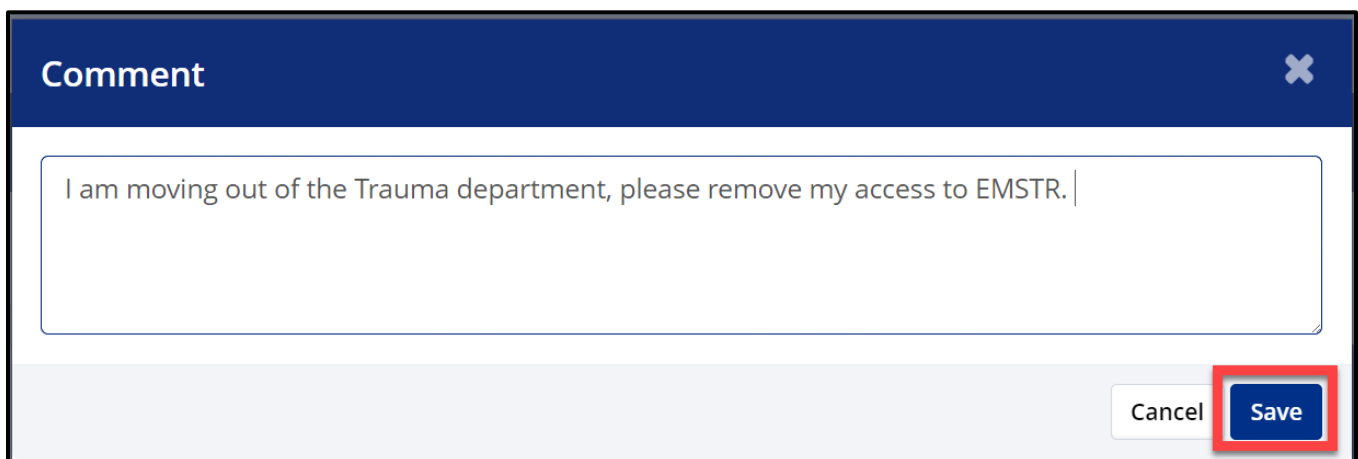 Comment
I am moving out of the Trauma department, please remove my access to EMSTR.
Cancel
Save